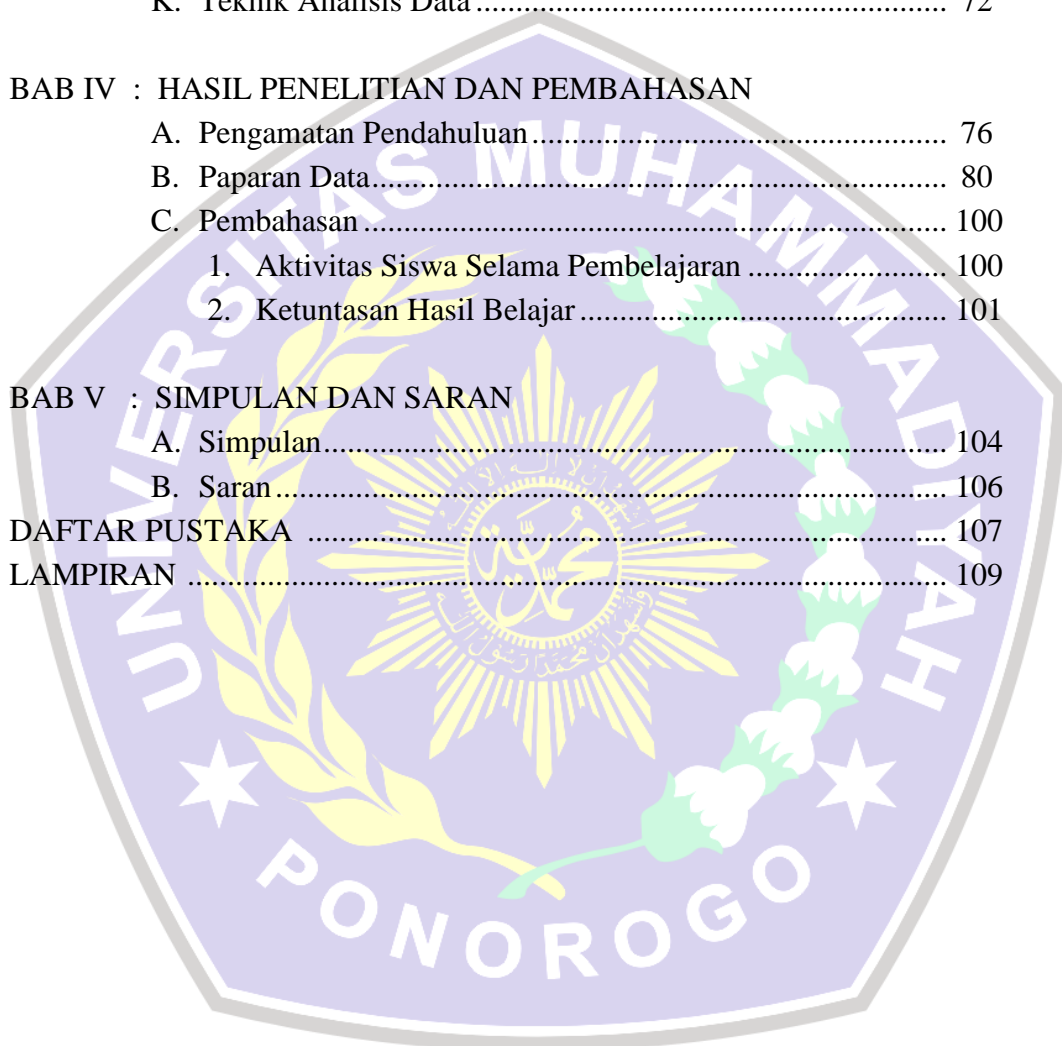 K. Teknik Analisis Data ........................................................... 72
BAB IV : HASIL PENELITIAN DAN PEMBAHASAN
A. Pengamatan Pendahuluan .................................................... 76
B. Paparan Data........................................................................ 80
C. Pembahasan ......................................................................... 100
1. Aktivitas Siswa Selama Pembelajaran ......................... 100
2. Ketuntasan Hasil Belajar .............................................. 101
BAB V : SIMPULAN DAN SARAN
A. Simpulan.............................................................................. 104
B. Saran .................................................................................... 106
DAFTAR PUSTAKA ................................................................................ 107
LAMPIRAN ............................................................................................... 109
UNIVERSITAS MUHAMMADIYAH
PONOROGO
محمد